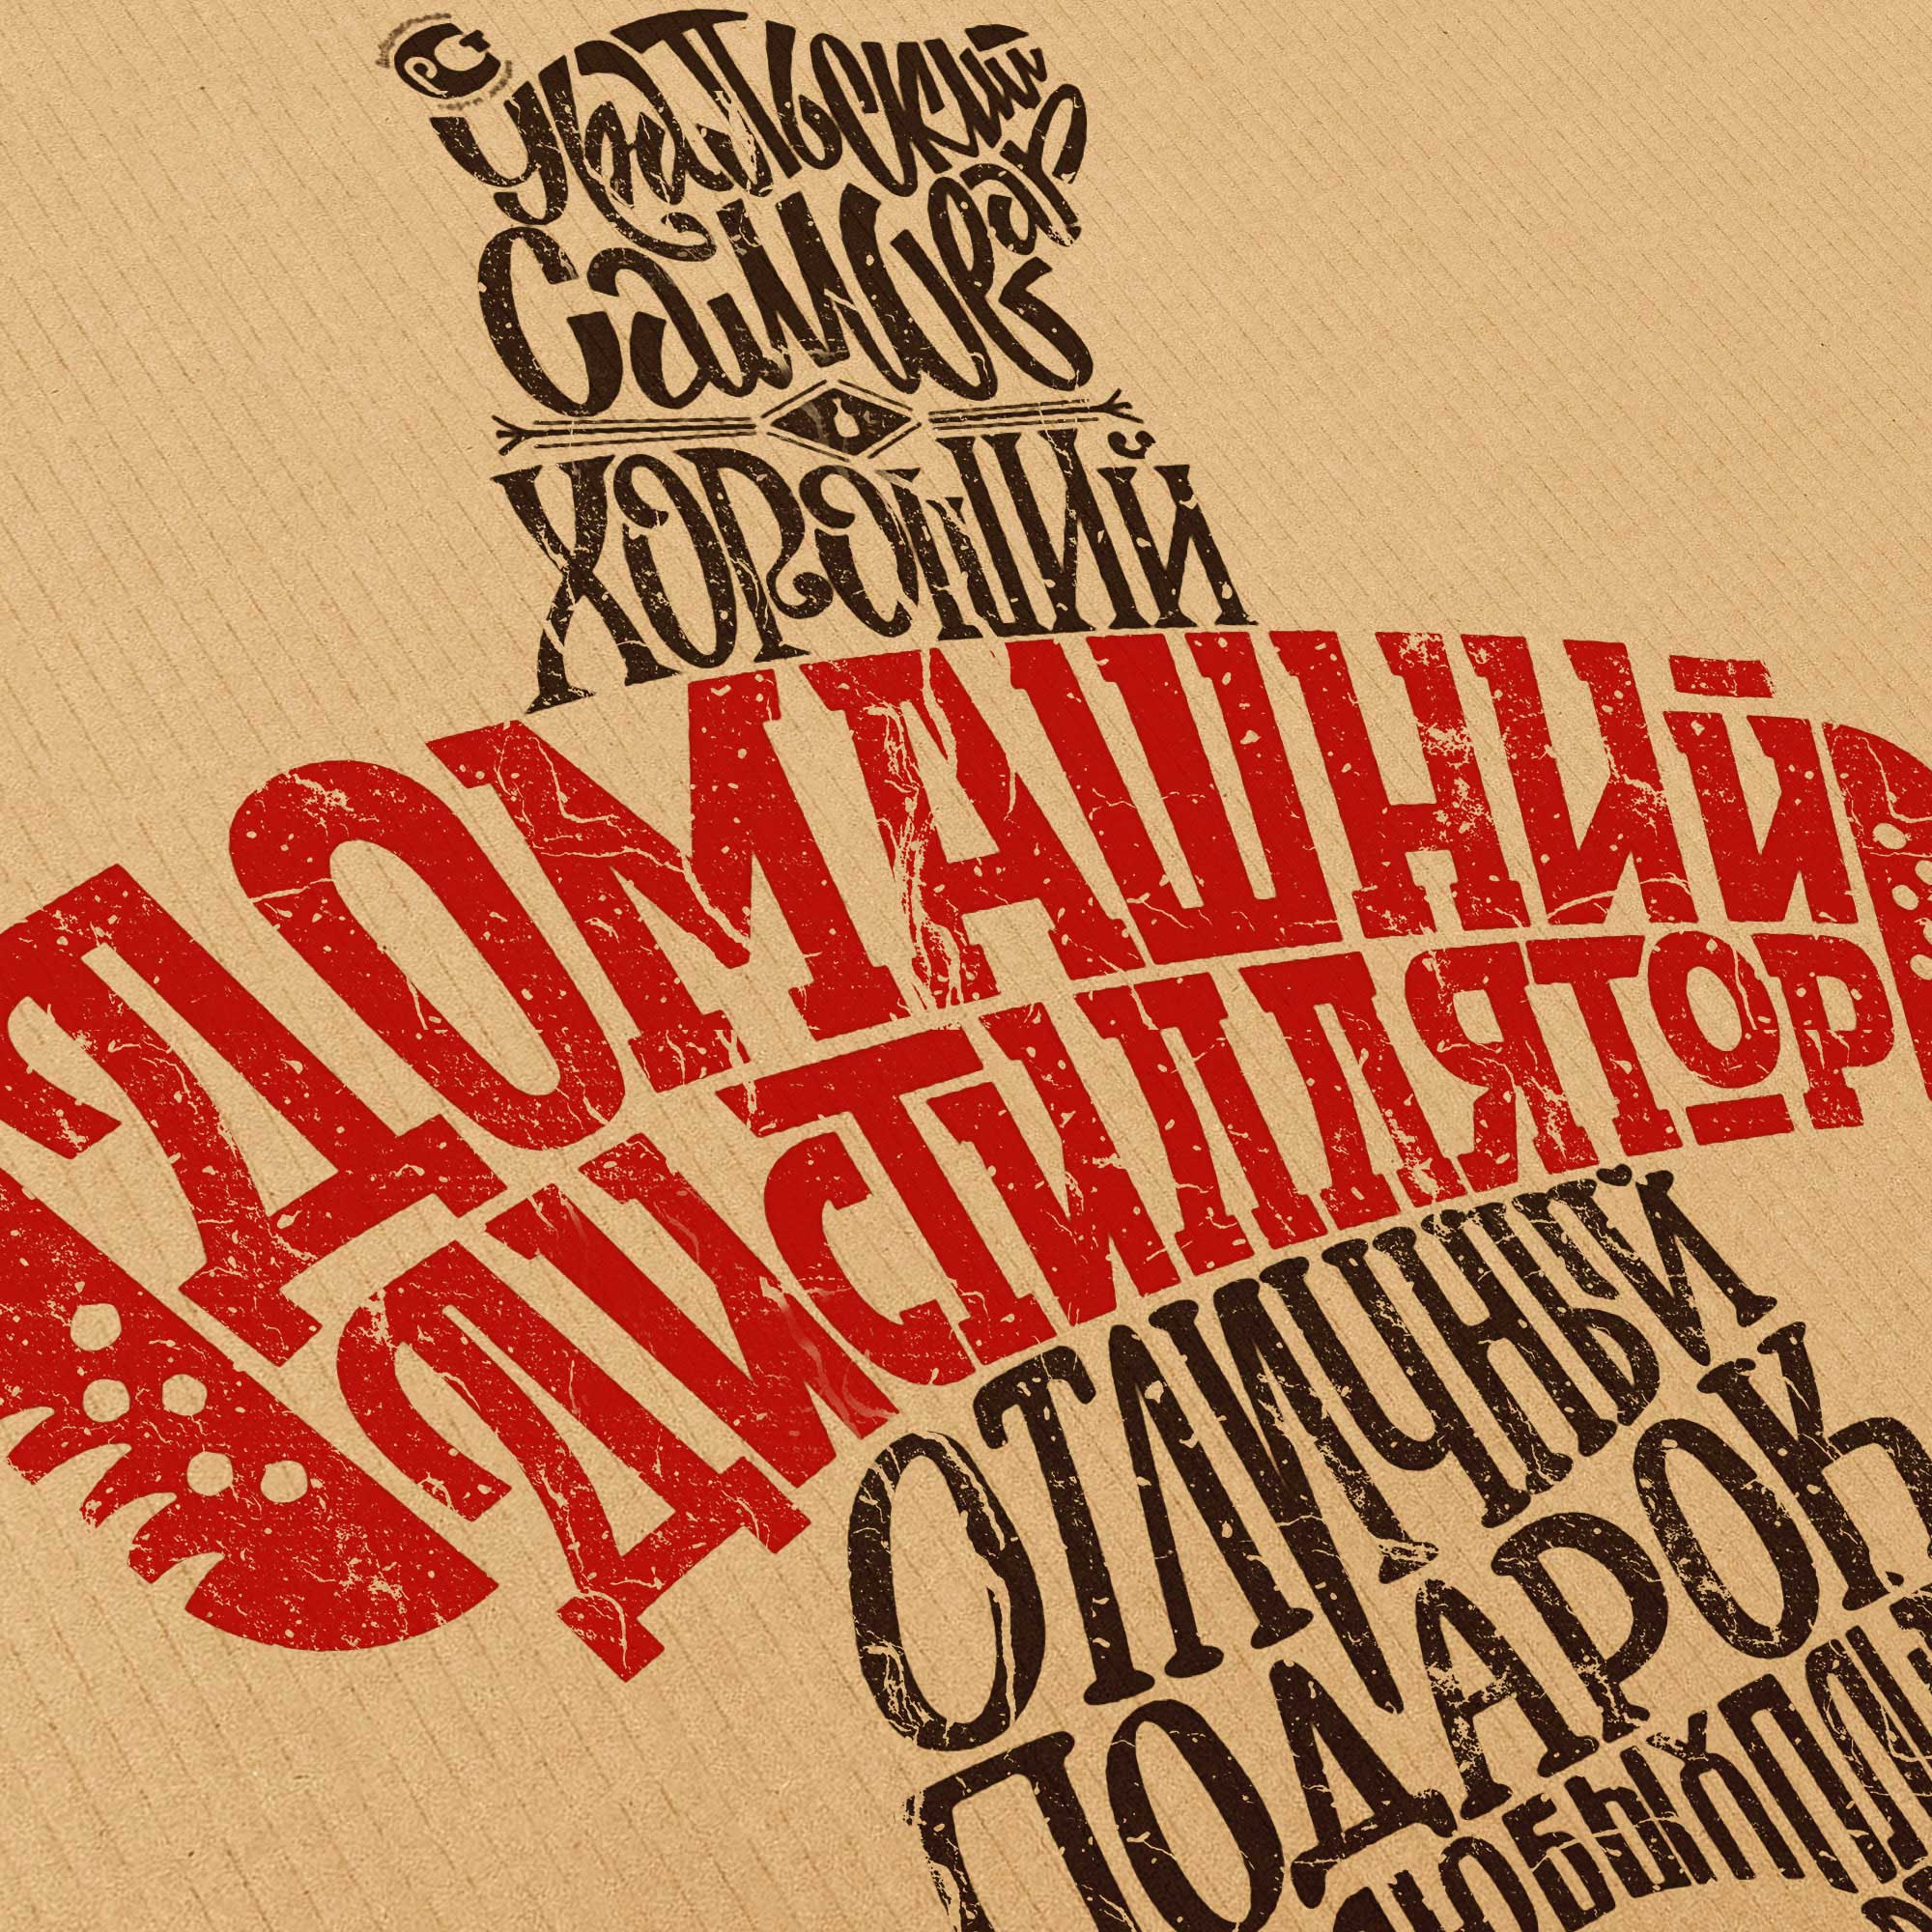 Уральский
Самовар
ХОРОШИЙ
ДОМАШНИЙ
ДИСТИЛЛЯТОР
ОТЛИЧНЫЙ
ПОДАРОК